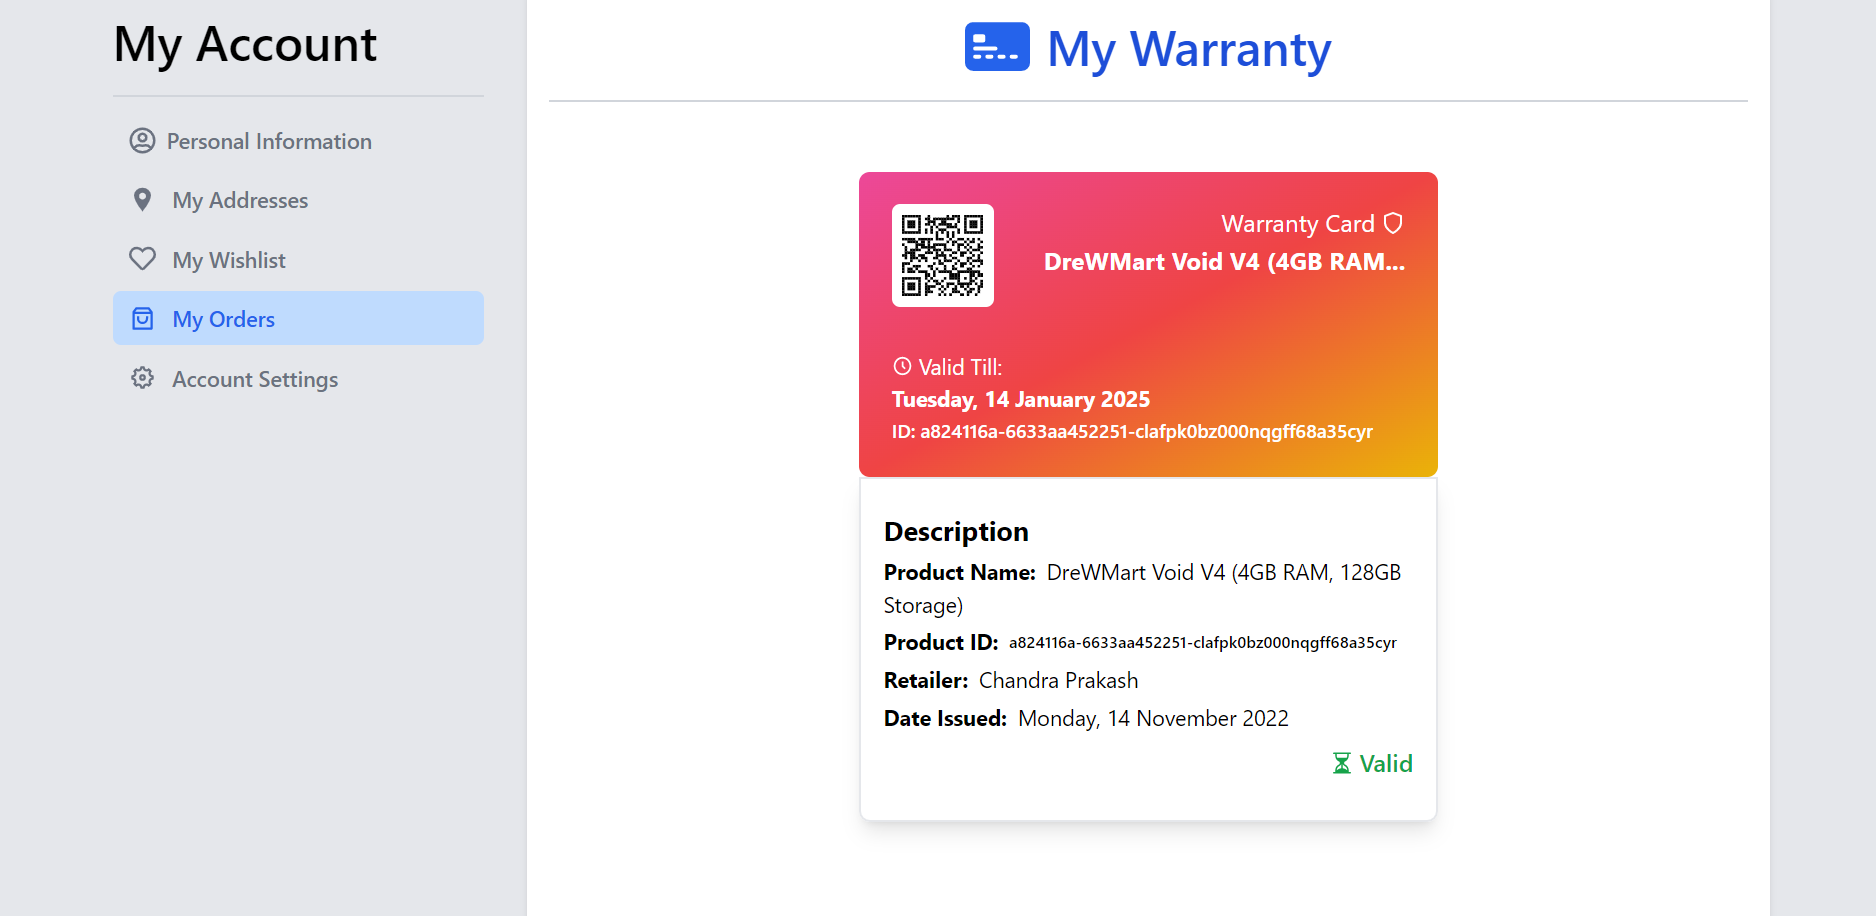 My Account
Personal Information
My Addresses
My Wishlist
My Orders
Account Settings
My Warranty
Warranty Card
DreWMart Void V4 (4GB RAM...
Valid Till:
Tuesday, 14 January 2025
ID: a824116a-6633aa452251-clafpk0bz000nqgff68a35cyr
Description
Product Name: DreWMart Void V4 (4GB RAM, 128GB
Storage)
Product ID: a824116a-6633aa452251-clafpk0bz000nqgff68a35cyr
Retailer: Chandra Prakash
Date Issued: Monday, 14 November 2022
Valid